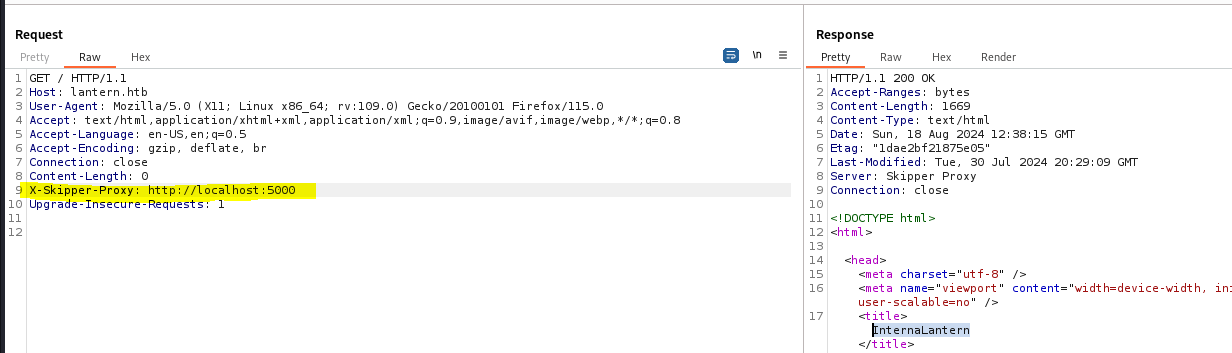 Request
Pretty Raw Hex \n
1 GET / HTTP/1.1
2 Host: lantern.htb
3 User-Agent: Mozilla/5.0 (X11; Linux x86_64; rv:109.0) Gecko/20100101 Firefox/115.0
4 Accept: text/html,application/xhtml+xml,application/xml;q=0.9,image/avif,image/webp,*/*;q=0.8
5 Accept-Language: en-US,en;q=0.5
6 Accept-Encoding: gzip, deflate, br
7 Connection: close
8 Content-Length: 0
9 X-Skipper-Proxy: http://localhost:5000
10 Upgrade-Insecure-Requests: 1
11
12
Response
Pretty Raw Hex Render
1 HTTP/1.1 200 OK
2 Accept-Ranges: bytes
3 Content-Length: 1669
4 Content-Type: text/html
5 Date: Sun, 18 Aug 2024 12:38:15 GMT
6 Etag: "1dae2bf21875e05"
7 Last-Modified: Tue, 30 Jul 2024 20:29:09 GMT
8 Server: Skipper Proxy
9 Connection: close
10
11 <!DOCTYPE html>
12 <html>
13
14 <head>
15 <meta charset="utf-8" />
16 <meta name="viewport" content="width=device-width, ini
user-scalable=no" />
17 <title>
InternaLantern
</title>